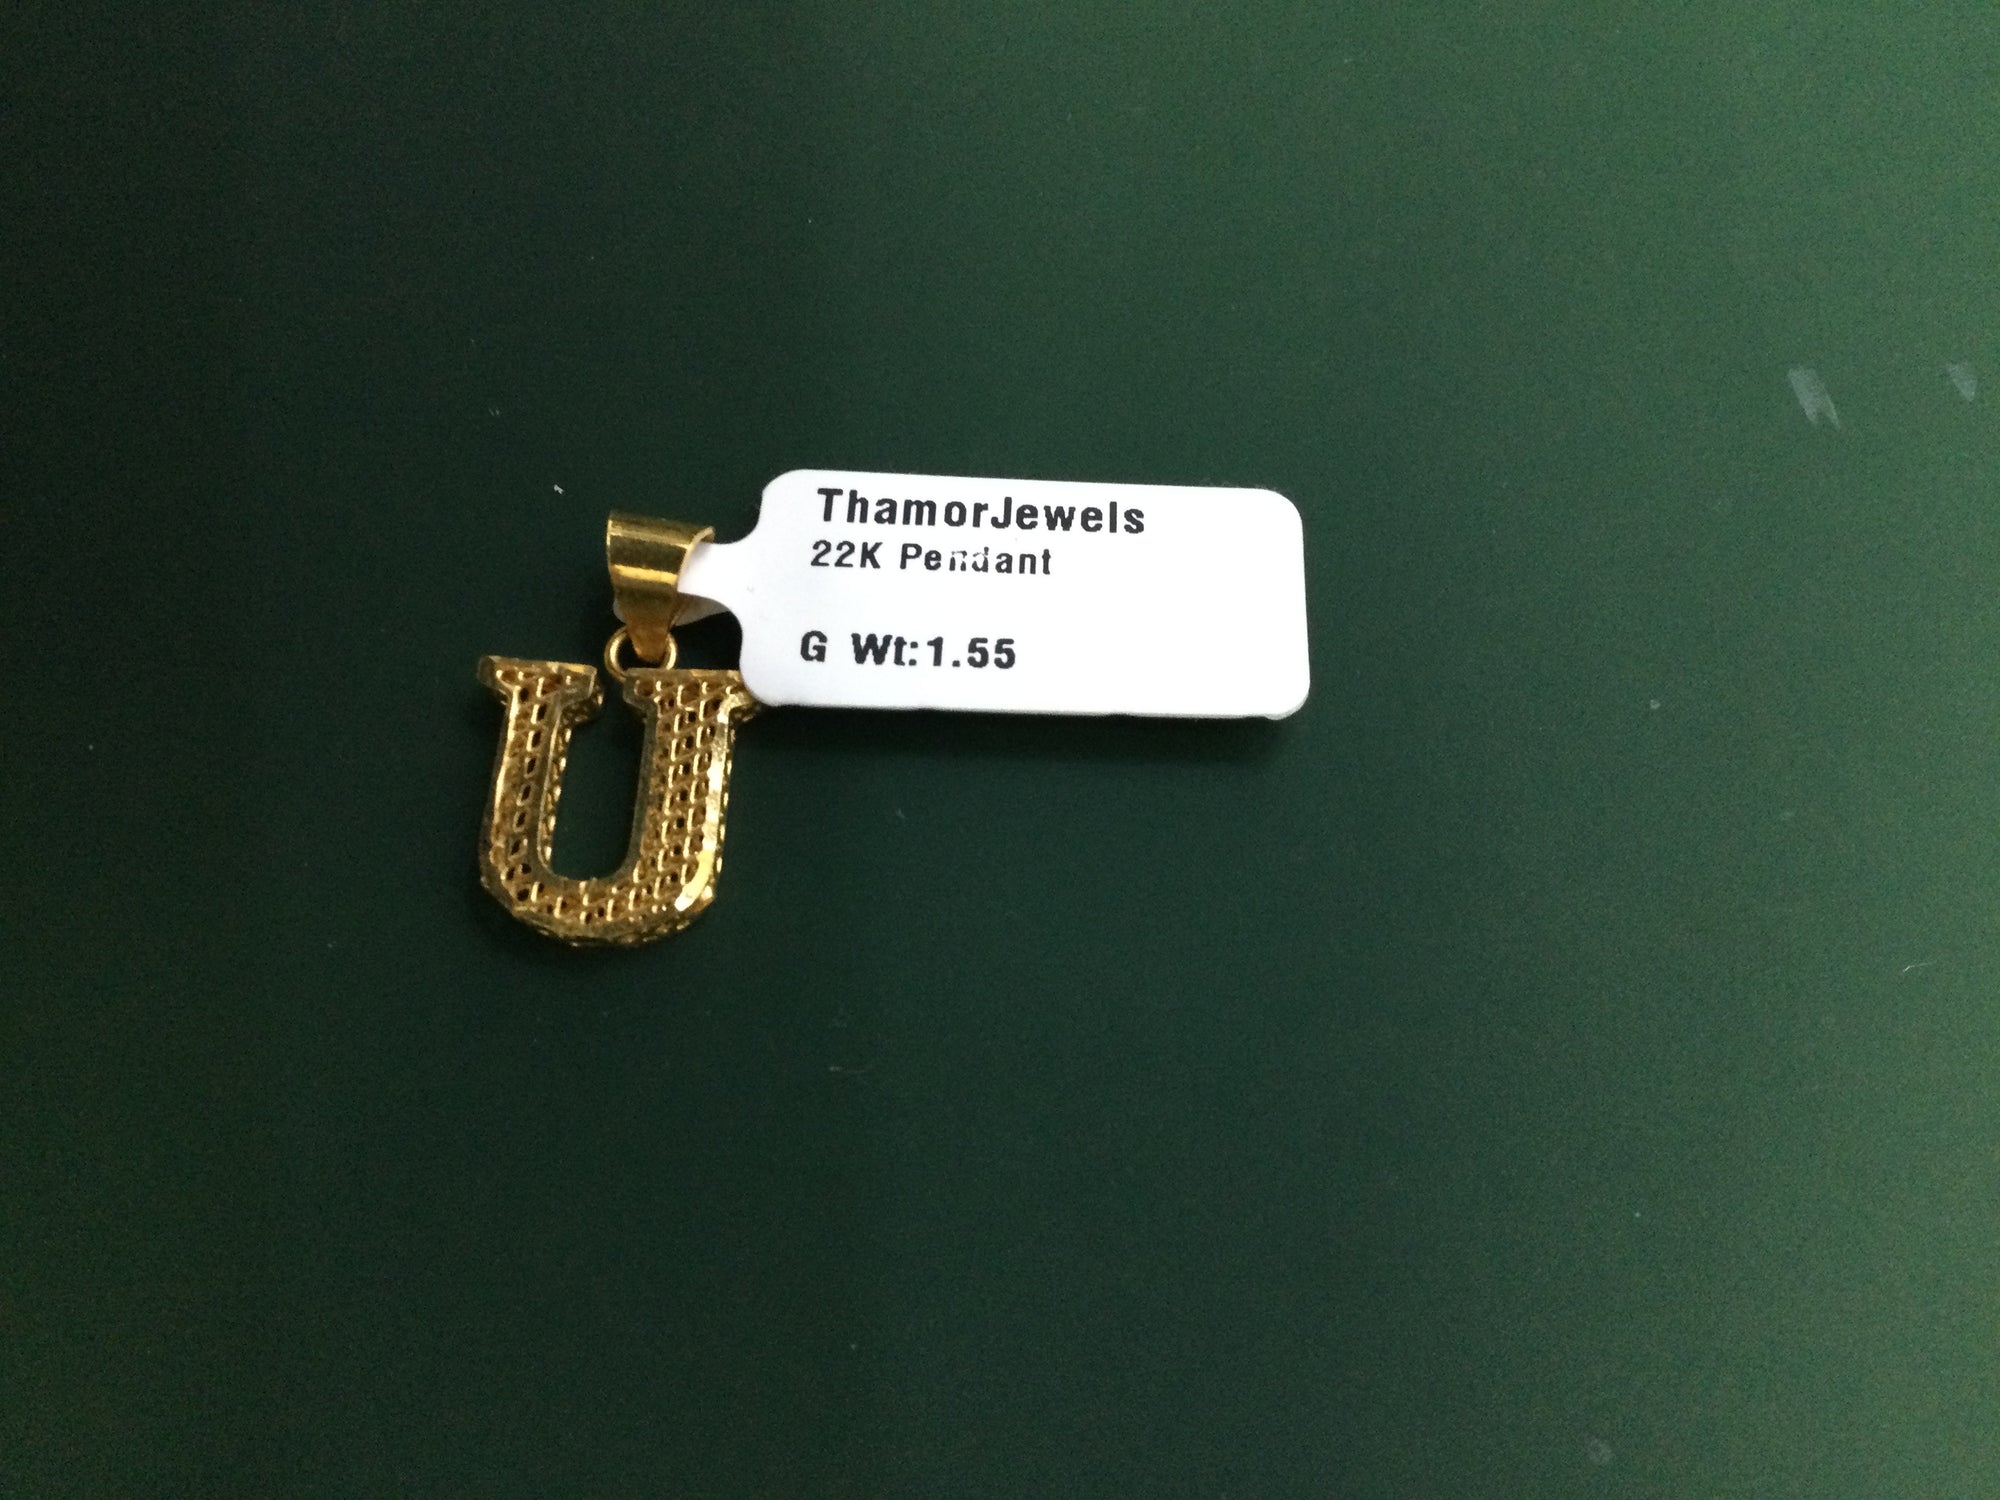 ThamorJewels
22K Pendant
G Wt:1.55
U